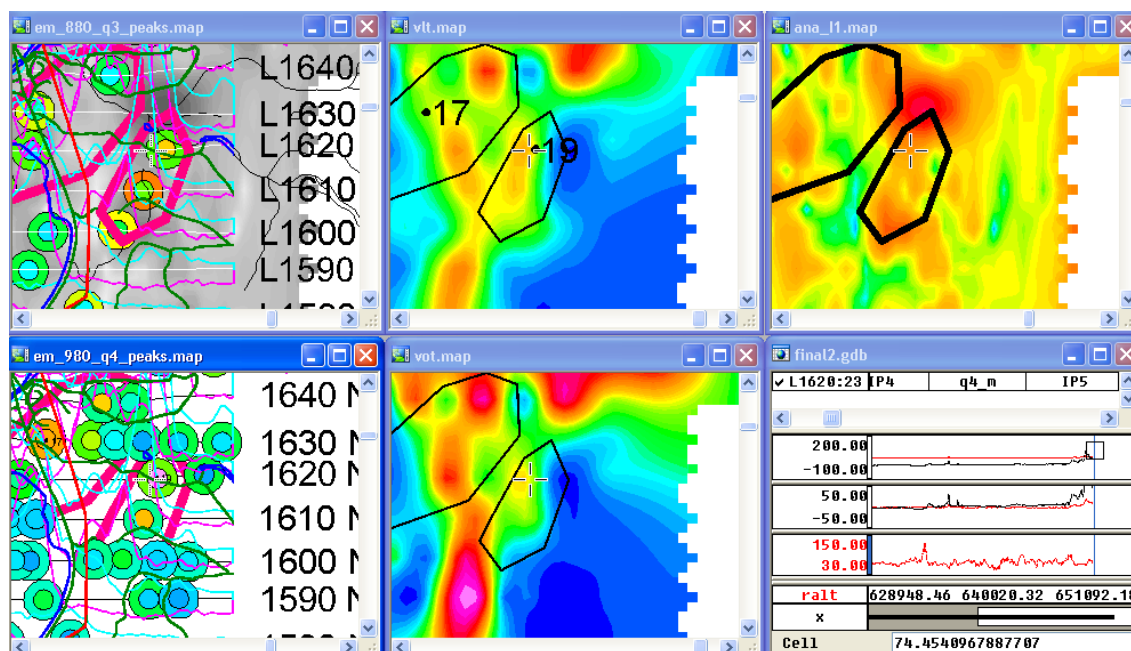 em_880_q3_peaks.map
L1640
L1630
L1620
L1610
L1600
L1590
vlt.map
17
19
ana_l1.map
em_980_q4_peaks.map
17
1640 N
1630 N
1620 N
1610 N
1600 N
1590 N
vot.map
final2.gdb
L1620:23 IP4 q4_m IP5
200.00
-100.00
50.00
-50.00
150.00
30.00
ralt 628948.46 640020.32 651092.18
x
Cell 74.4540967887707